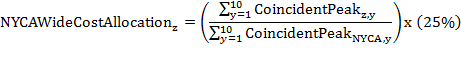 NYCAWideCostAllocation_z = ( ∑_{y=1}^{10} CoincidentPeak_{z,y} / ∑_{y=1}^{10} CoincidentPeak_{NYCA,y} ) x (25%)